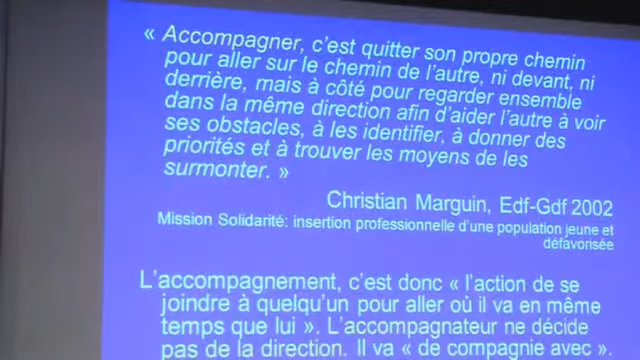 « Accompagner, c'est quitter son propre chemin
pour aller sur le chemin de l'autre, ni devant, ni
derrière, mais à côté pour regarder ensemble
dans la même direction afin d'aider l'autre à voir
ses obstacles, à les identifier, à donner des
priorités et à trouver les moyens de les
surmonter. »
Christian Marguin, Edf-Gdf 2002
Mission Solidarité: insertion professionnelle d'une population jeune et
défavorisée
L'accompagnement, c'est donc « l'action de se
joindre à quelqu'un pour aller où il va en même
temps que lui ». L'accompagnateur ne décide
pas de la direction. Il va « de compagnie avec ».